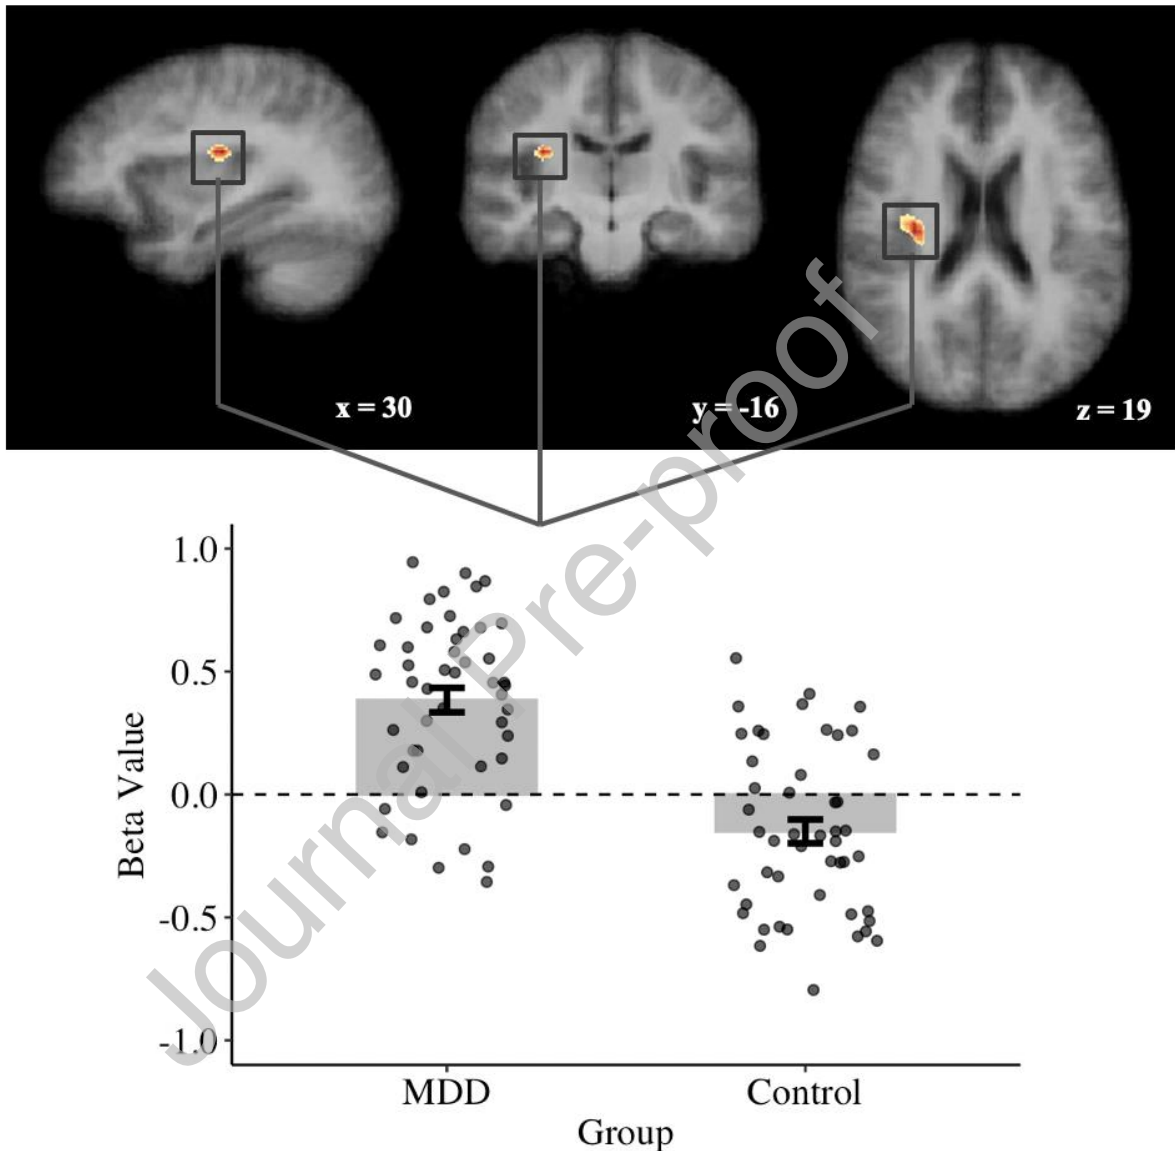 x = 30
y = -16
z = 19
Journal Pre-proof
1.0
0.5
0.0
-0.5
-1.0
Beta Value
MDD
Control
Group